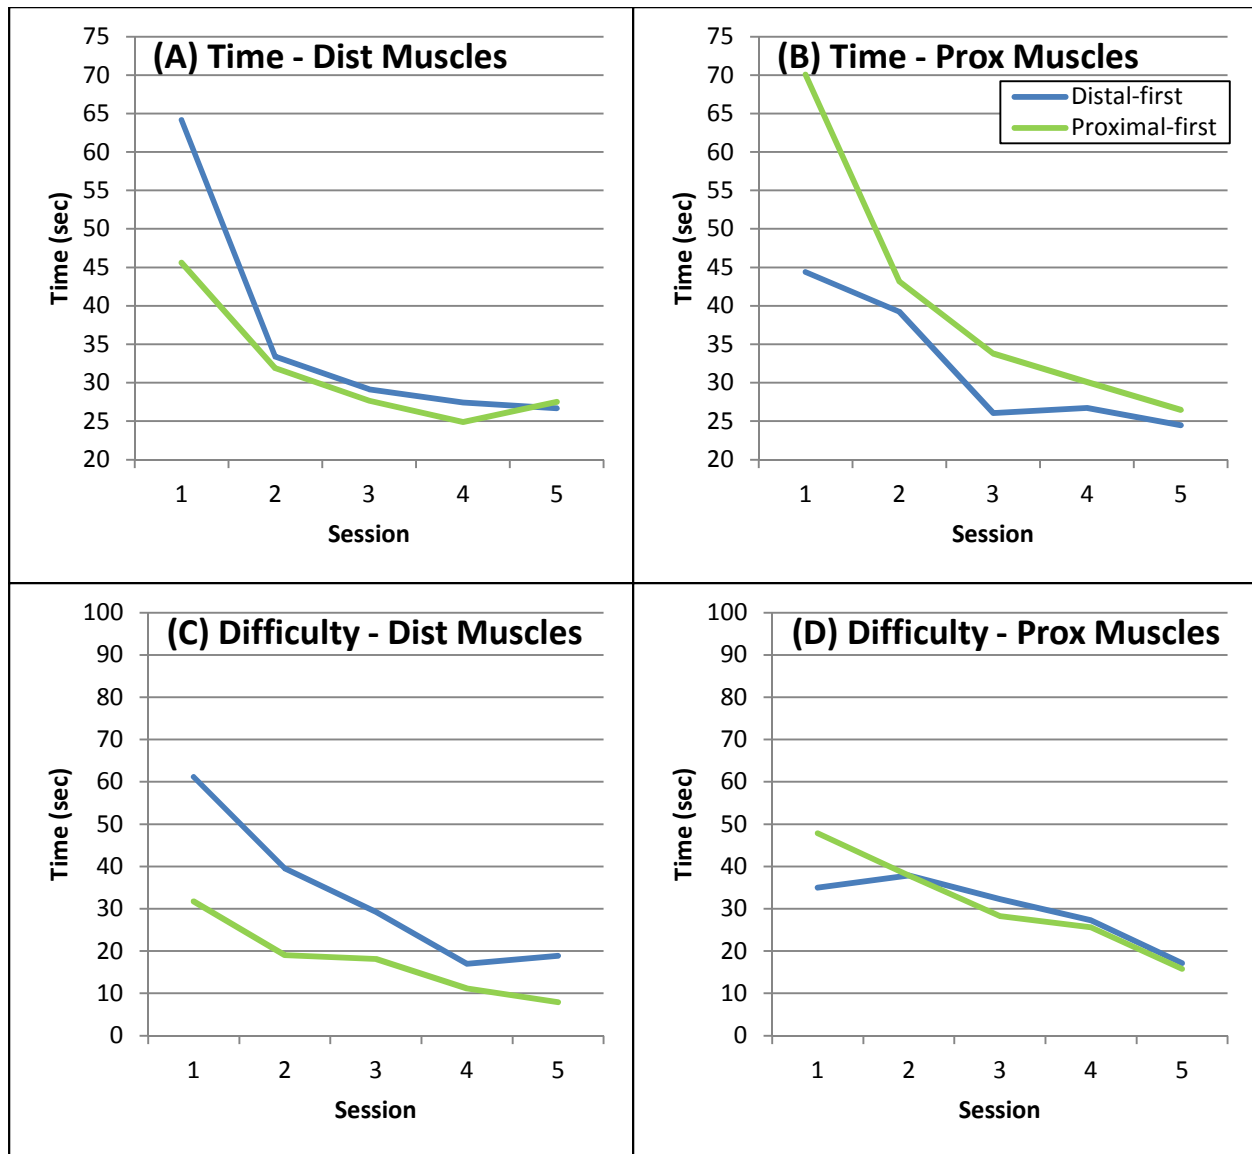 (A) Time - Dist Muscles
75
70
65
60
55
50
45
40
35
30
25
20
Time (sec)
1 2 3 4 5
Session
(B) Time - Prox Muscles
Distal-first
Proximal-first
75
70
65
60
55
50
45
40
35
30
25
20
Time (sec)
1 2 3 4 5
Session
(C) Difficulty - Dist Muscles
100
90
80
70
60
50
40
30
20
10
0
Time (sec)
1 2 3 4 5
Session
(D) Difficulty - Prox Muscles
100
90
80
70
60
50
40
30
20
10
0
Time (sec)
1 2 3 4 5
Session